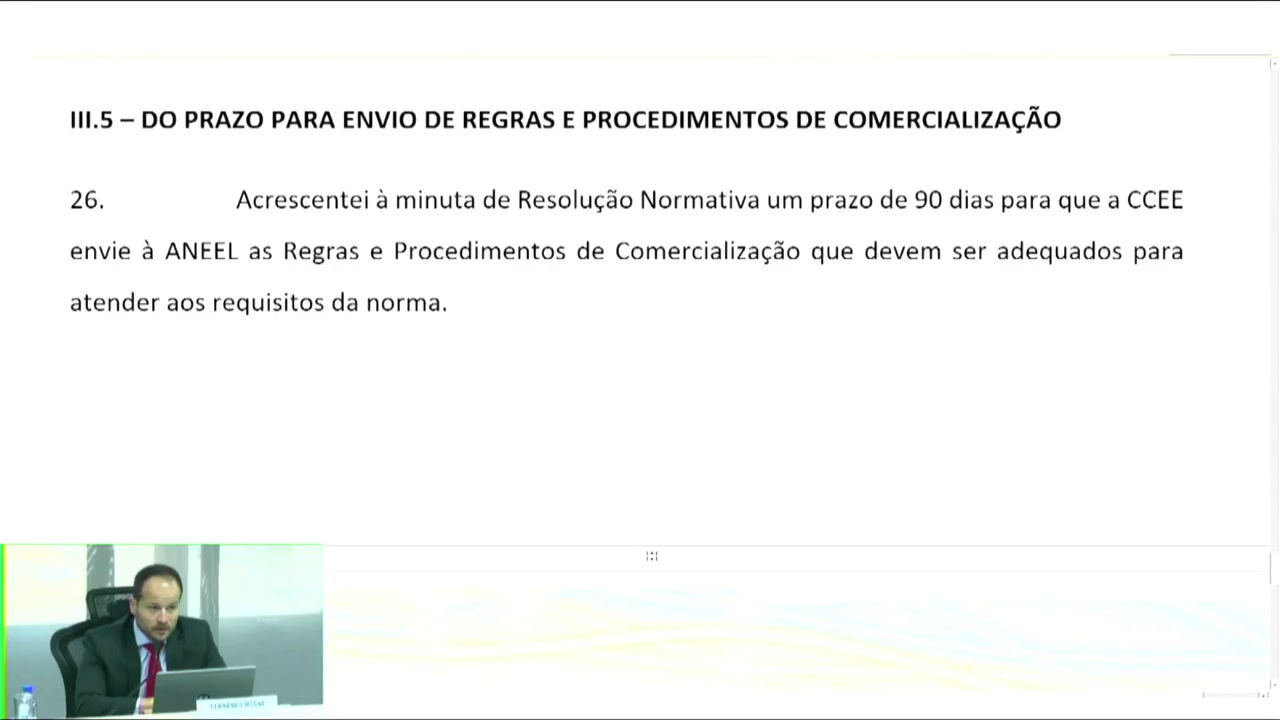 III.5 – DO PRAZO PARA ENVIO DE REGRAS E PROCEDIMENTOS DE COMERCIALIZAÇÃO
26. Acrescentei à minuta de Resolução Normativa um prazo de 90 dias para que a CCEE
envie à ANEEL as Regras e Procedimentos de Comercialização que devem ser adequados para
atender aos requisitos da norma.